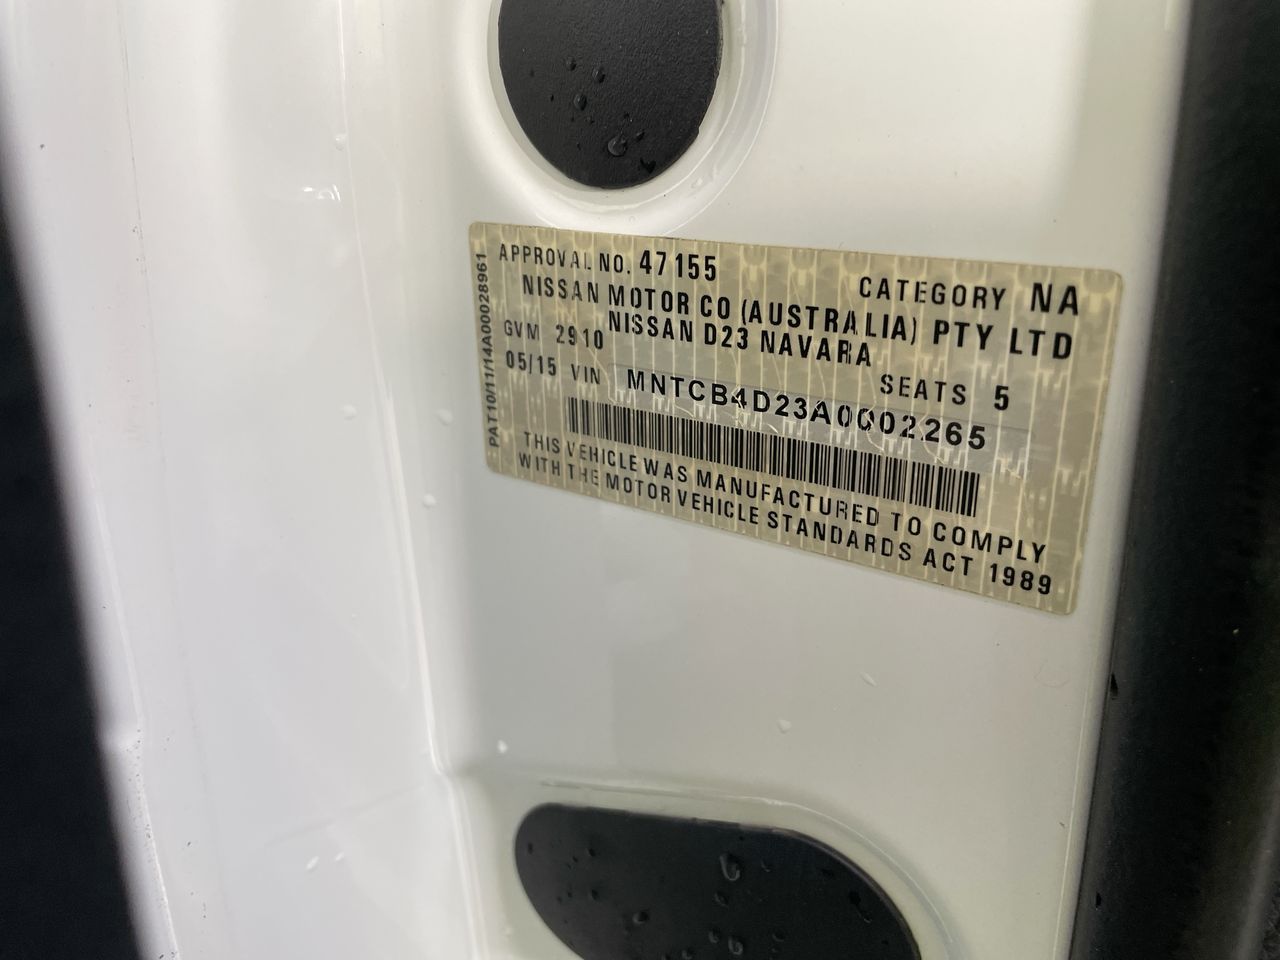 APPROVAL NO. 47155 CATEGORY NA
NISSAN MOTOR CO (AUSTRALIA) PTY LTD
NISSAN D23 NAVARA
GVM 2910 SEATS 5
05/15 VIN MNTCB4D23A0002265
THIS VEHICLE WAS MANUFACTURED TO COMPLY
WITH THE MOTOR VEHICLE STANDARDS ACT 1989
PAT10/11/14A00028961